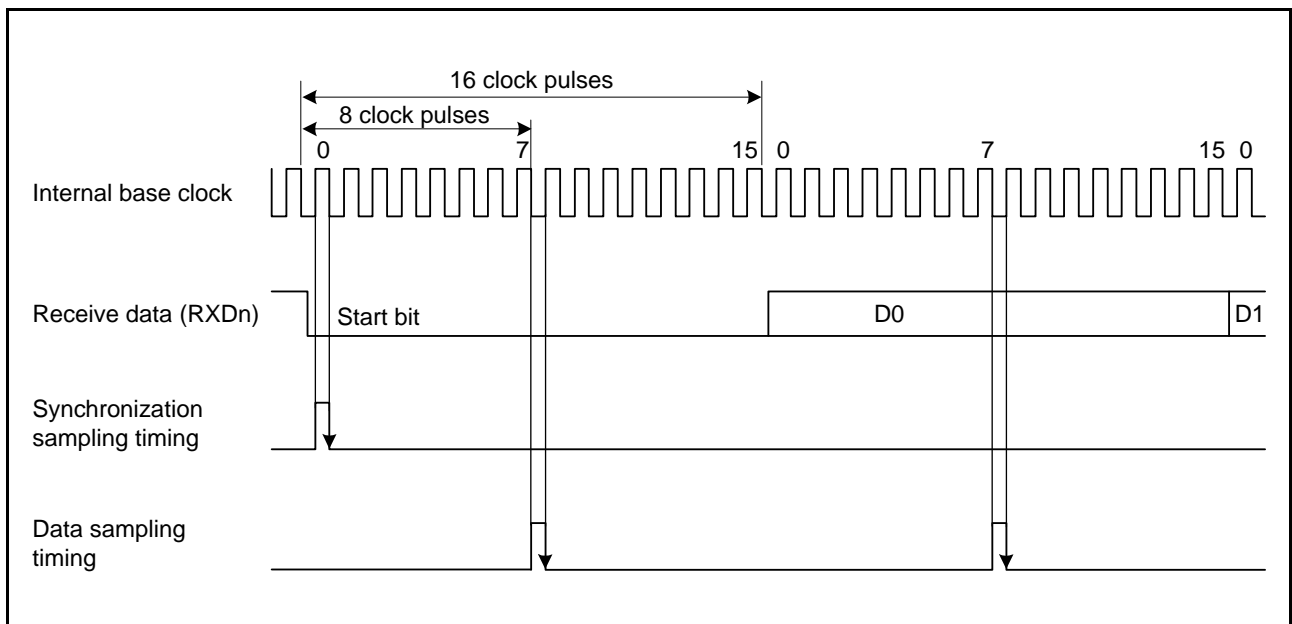 16 clock pulses
8 clock pulses
0 7 15 0 7 15 0
Internal base clock
Receive data (RXDn)
Start bit
D0
D1
Synchronization
sampling timing
Data sampling
timing